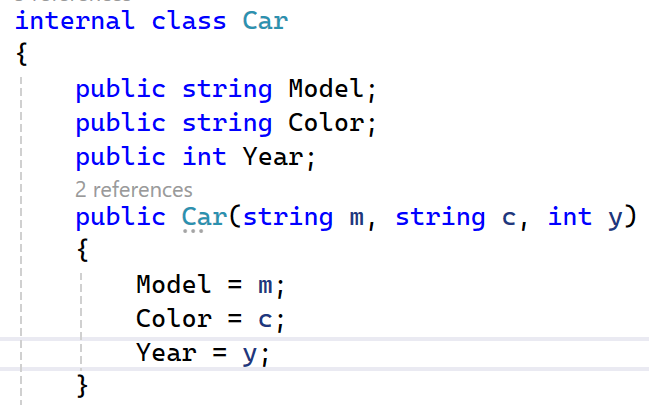 internal class Car
{
public string Model;
public string Color;
public int Year;
2 references
public Car(string m, string c, int y)
{
Model = m;
Color = c;
Year = y;
}